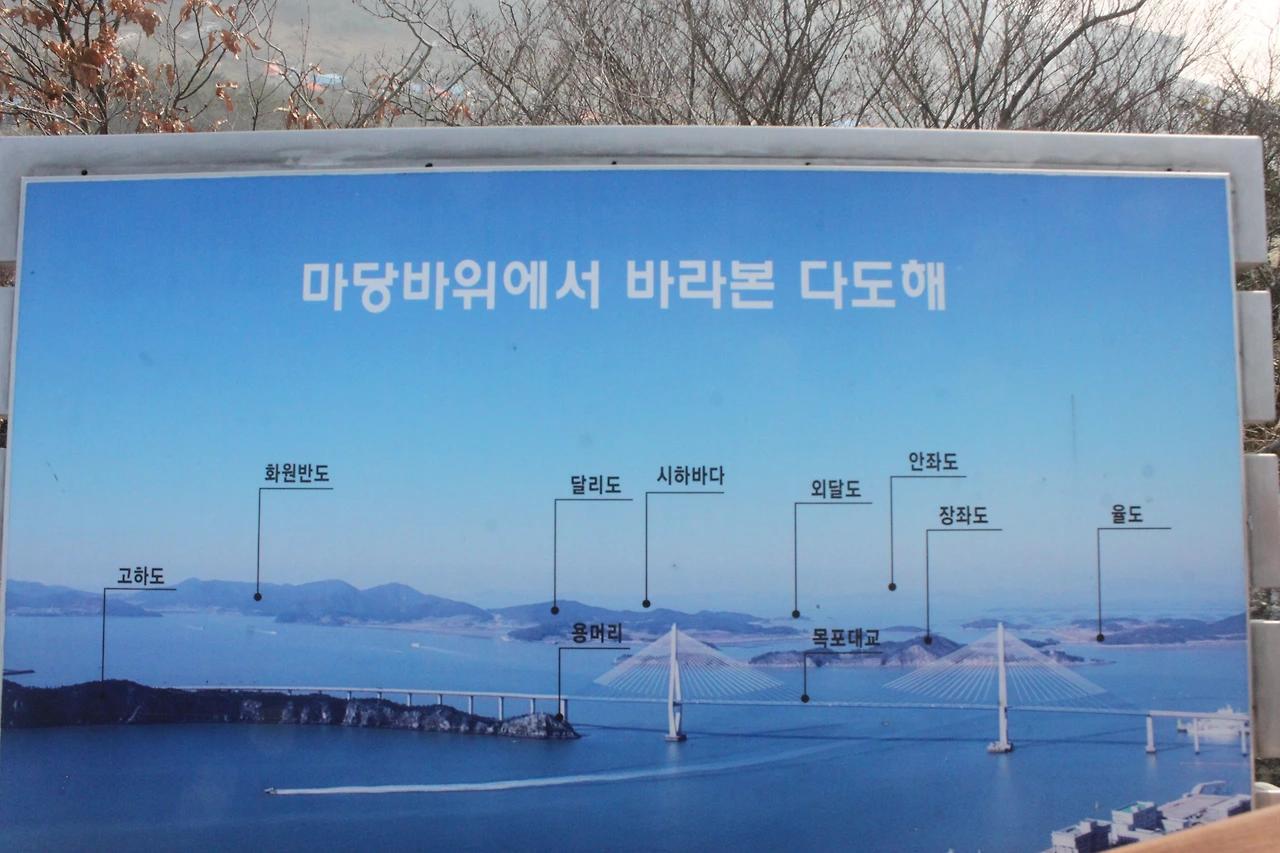 마당바위에서 바라본 다도해
화원반도
달리도
시하바다
외달도
안좌도
장좌도
율도
고하도
용머리
목포대교